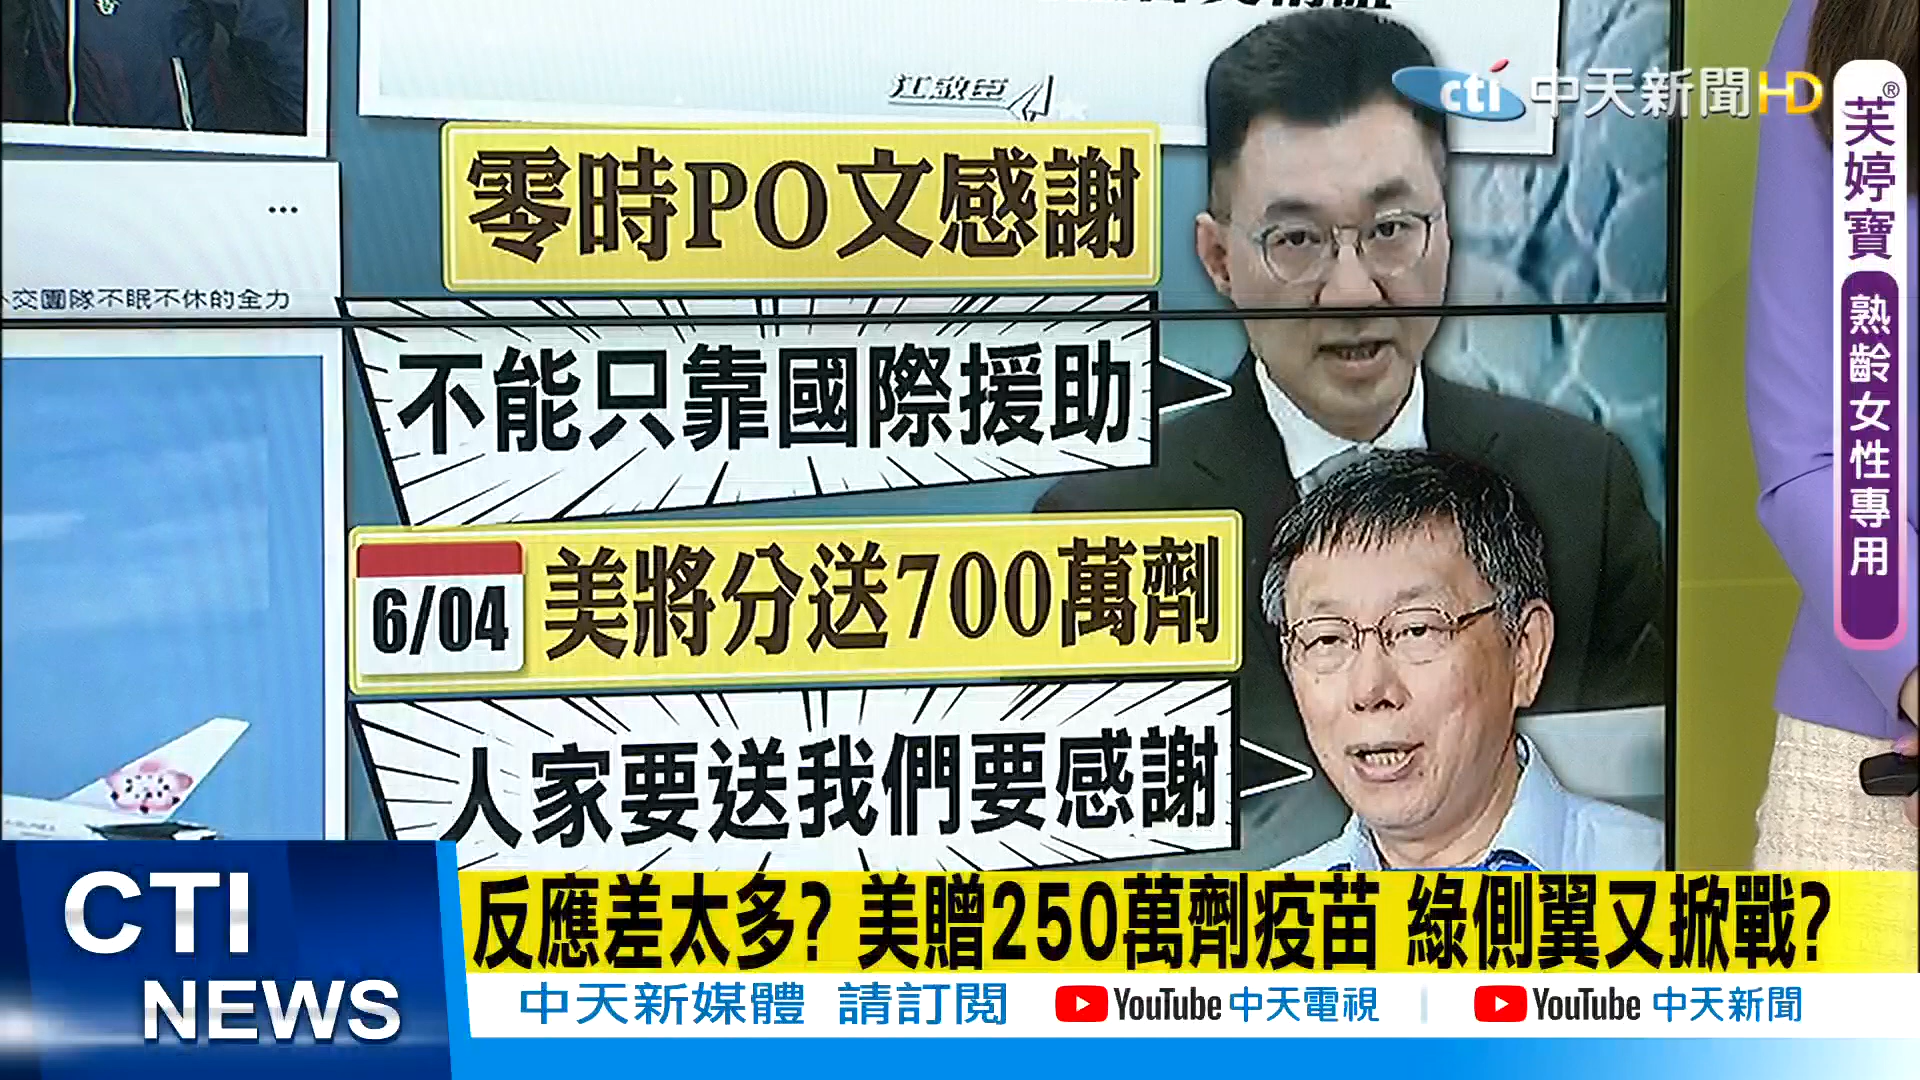 江啟臣
cti 中天新聞HD
零時PO文感謝
...
外交團隊不眠不休的全力
不能只靠國際援助
6/04 美將分送700萬劑
人家要送我們要感謝
芙婷寶®
熟齡女性專用
CTI NEWS
反應差太多? 美贈250萬劑疫苗 綠側翼又掀戰?
中天新媒體 請訂閱 YouTube 中天電視 | YouTube 中天新聞